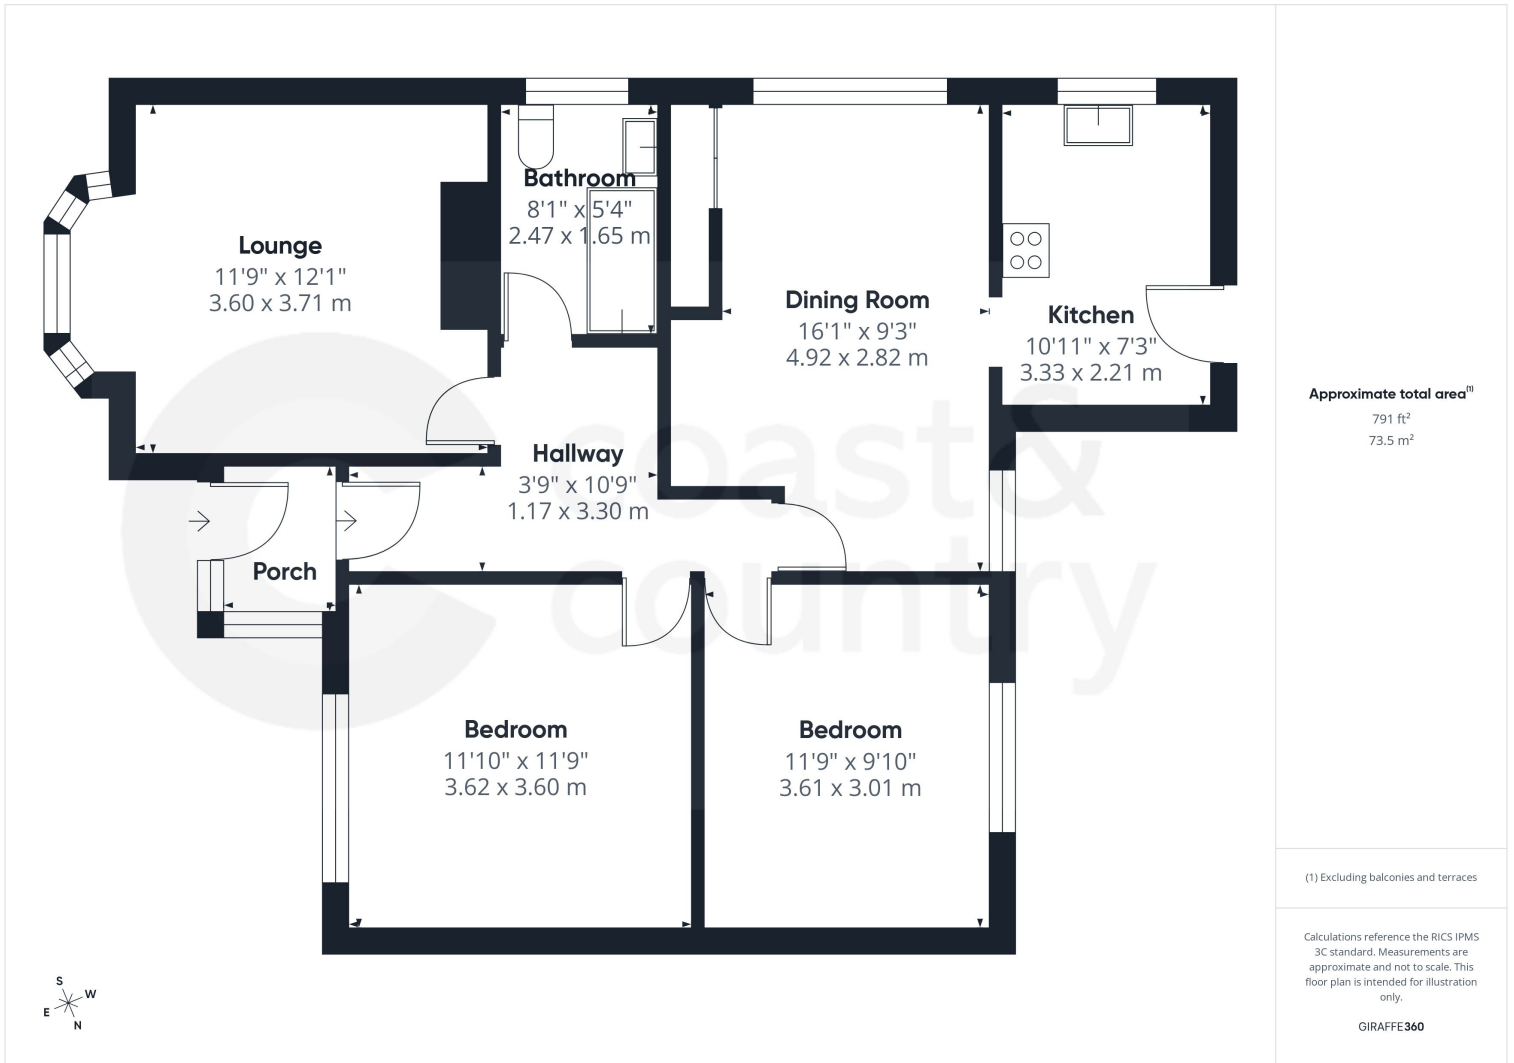 Lounge
11'9" x 12'1"
3.60 x 3.71 m
Bathroom
8'1" x 5'4"
2.47 x 1.65 m
Dining Room
16'1" x 9'3"
4.92 x 2.82 m
Kitchen
10'11" x 7'3"
3.33 x 2.21 m
Hallway
3'9" x 10'9"
1.17 x 3.30 m
Porch
Bedroom
11'10" x 11'9"
3.62 x 3.60 m
Bedroom
11'9" x 9'10"
3.61 x 3.01 m
coast &
country
S
W
E
N
Approximate total area(1)
791 ft²
73.5 m²
(1) Excluding balconies and terraces
Calculations reference the RICS IPMS
3C standard. Measurements are
approximate and not to scale. This
floor plan is intended for illustration
only.
GIRAFFE360